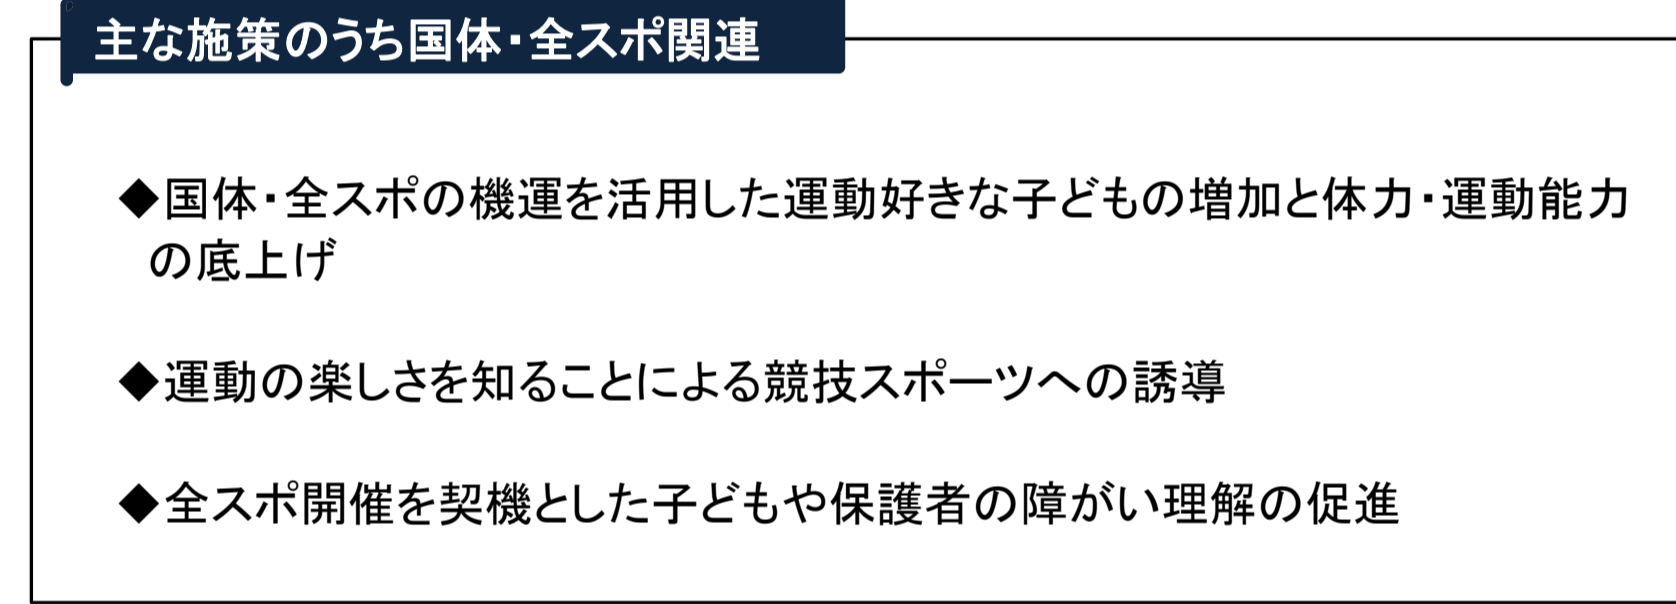 主な施策のうち国体・全スポ関連
◆国体・全スポの機運を活用した運動好きな子どもの増加と体力・運動能力
の底上げ
◆運動の楽しさを知ることによる競技スポーツへの誘導
◆全スポ開催を契機とした子どもや保護者の障がい理解の促進